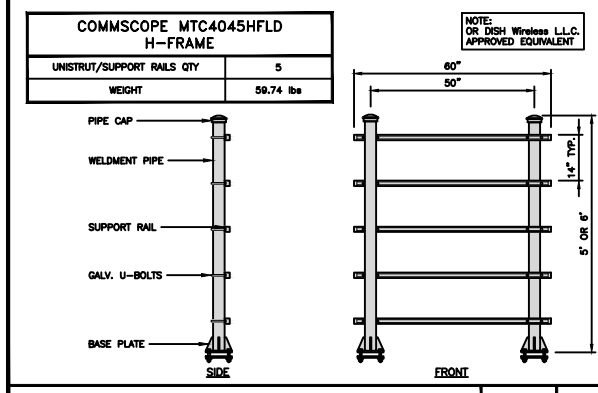 COMMSCOPE MTC4045HFLD
H-FRAME
UNISTRUT/SUPPORT RAILS QTY 5
WEIGHT 59.74 lbs
NOTE:
OR DISH Wireless L.L.C.
APPROVED EQUIVALENT
60"
50"
PIPE CAP
WELDMENT PIPE
SUPPORT RAIL
GALV. U-BOLTS
BASE PLATE
14" TYP.
5' OR 6'
SIDE
FRONT